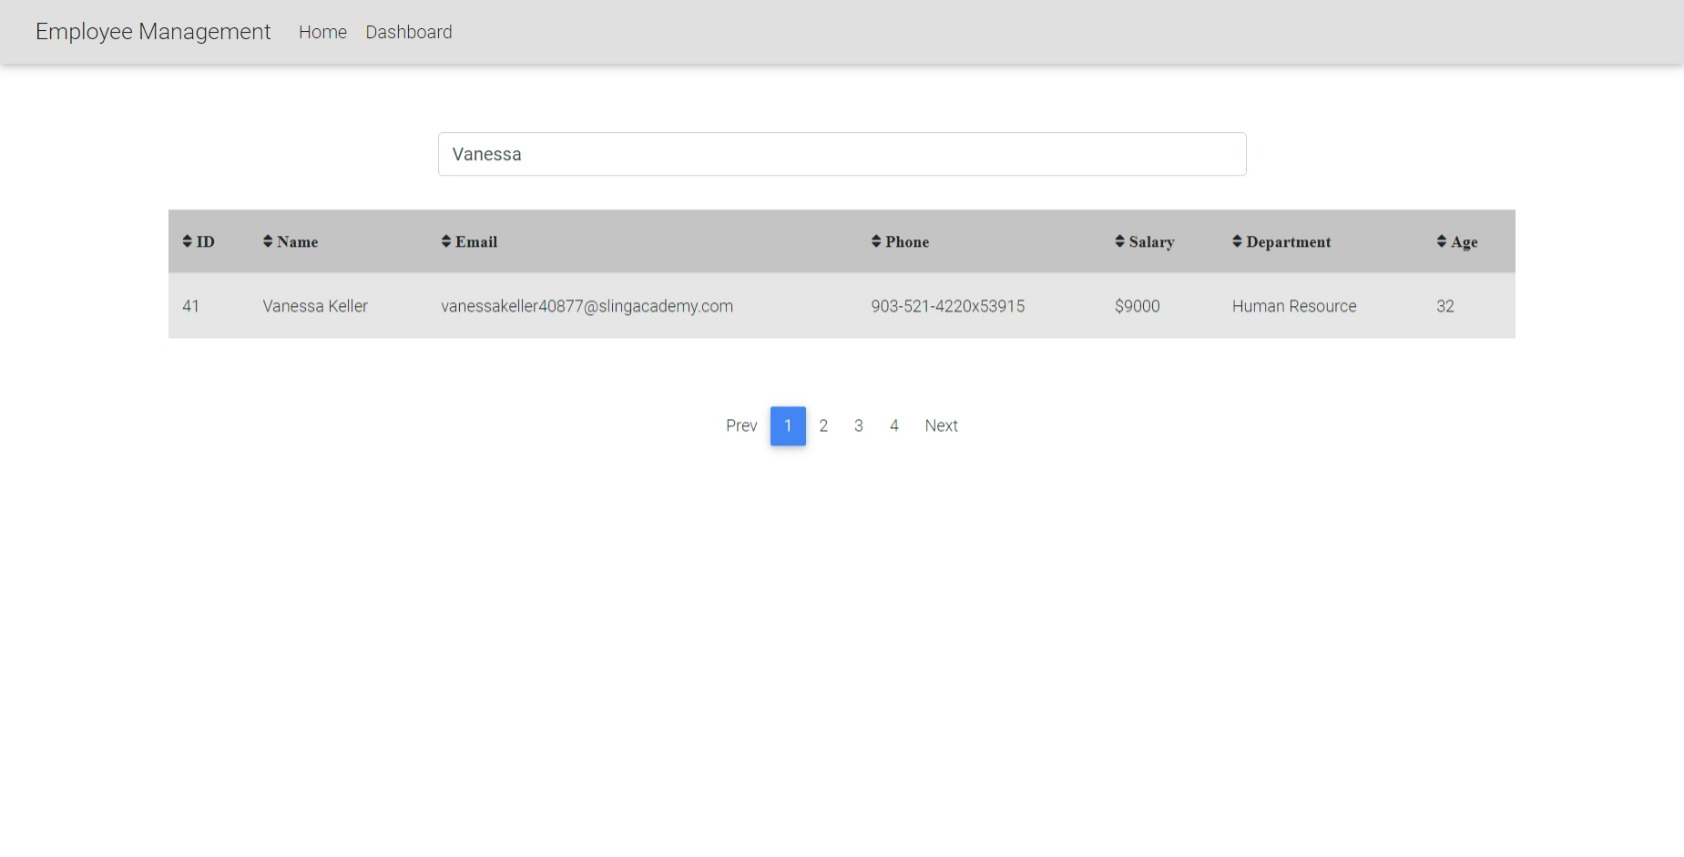 Employee Management Home Dashboard
Vanessa
ID Name Email Phone Salary Department Age
41 Vanessa Keller vanessakeller40877@slingacademy.com 903-521-4220x53915 $9000 Human Resource 32
Prev 1 2 3 4 Next